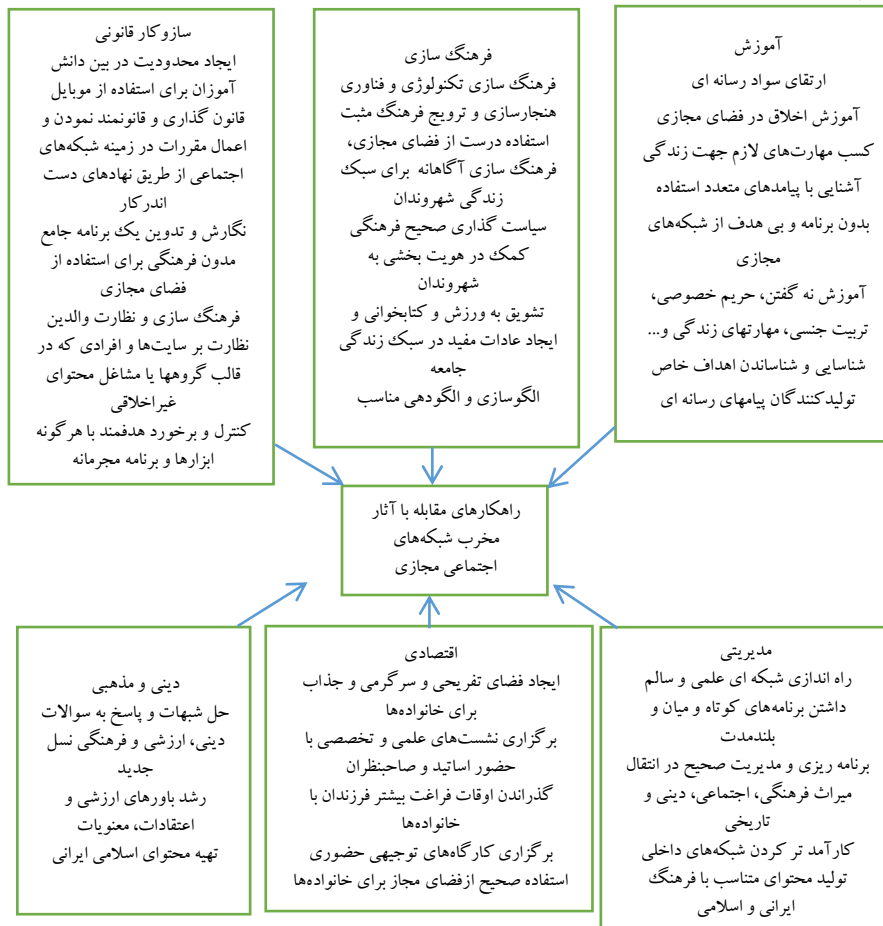 آموزش
ارتقای سواد رسانه ای
آموزش اخلاق در فضای مجازی
کسب مهارت‌های لازم جهت زندگی
آشنایی با پیامدهای متعدد استفاده
بدون برنامه و بی هدف از شبکه‌های
مجازی
آموزش نه گفتن، حریم خصوصی،
تربیت جنسی، مهارتهای زندگی و...
شناسایی و شناساندن اهداف خاص
تولیدکنندگان پیامهای رسانه ای
فرهنگ سازی
فرهنگ سازی تکنولوژی و فناوری
هنجارسازی و ترویج فرهنگ مثبت
استفاده درست از فضای مجازی،
فرهنگ سازی آگاهانه برای سبک
زندگی شهروندان
سیاست گذاری صحیح فرهنگی
کمک در هویت بخشی به
شهروندان
تشویق به ورزش و کتابخوانی و
ایجاد عادات مفید در سبک زندگی
جامعه
الگوسازی و الگودهی مناسب
سازوکار قانونی
ایجاد محدودیت در بین دانش
آموزان برای استفاده از موبایل
قانون گذاری و قانونمند نمودن و
اعمال مقررات در زمینه شبکه‌های
اجتماعی از طریق نهادهای دست
اندرکار
نگارش و تدوین یک برنامه جامع
مدون فرهنگی برای استفاده از
فضای مجازی
فرهنگ سازی و نظارت والدین
نظارت بر سایت‌ها و افرادی که در
قالب گروهها یا مشاغل محتوای
غیراخلاقی
کنترل و برخورد هدفمند با هرگونه
ابزارها و برنامه مجرمانه
راهکارهای مقابله با آثار
مخرب شبکه‌های
اجتماعی مجازی
مدیریتی
راه اندازی شبکه ای علمی و سالم
داشتن برنامه‌های کوتاه و میان و
بلندمدت
برنامه ریزی و مدیریت صحیح در انتقال
میراث فرهنگی، اجتماعی، دینی و
تاریخی
کارآمد تر کردن شبکه‌های داخلی
تولید محتوای متناسب با فرهنگ
ایرانی و اسلامی
اقتصادی
ایجاد فضای تفریحی و سرگرمی و جذاب
برای خانواده‌ها
برگزاری نشست‌های علمی و تخصصی با
حضور اساتید و صاحبنظران
گذراندن اوقات فراغت بیشتر فرزندان با
خانواده‌ها
برگزاری کارگاه‌های توجیهی حضوری
استفاده صحیح ازفضای مجاز برای خانواده‌ها
دینی و مذهبی
حل شبهات و پاسخ به سوالات
دینی، ارزشی و فرهنگی نسل
جدید
رشد باورهای ارزشی و
اعتقادات، معنویات
تهیه محتوای اسلامی ایرانی